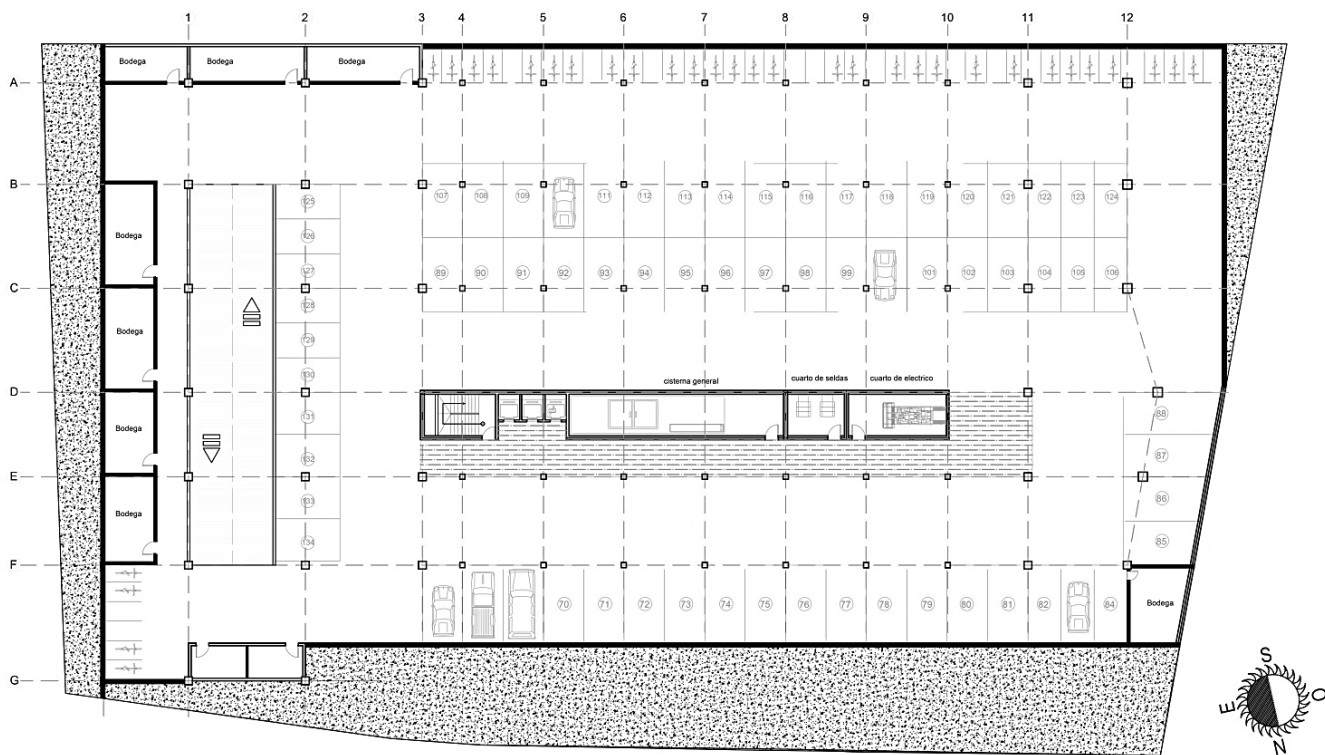 1 2 3 4 5 6 7 8 9 10 11 12
Bodega Bodega Bodega
A
B
107 108 109 111 112 113 114 115 116 117 118 119 120 121 122 123 124
125
Bodega
126
127
89 90 91 92 93 94 95 96 97 98 99 101 102 103 104 105 106
C
128
Bodega
129
130
cisterna general cuarto de seldas cuarto de electrico
D
131
88
Bodega
132
87
E
133
86
Bodega
134
85
F
70 71 72 73 74 75 76 77 78 79 80 81 82 84
Bodega
G
S
E O
N